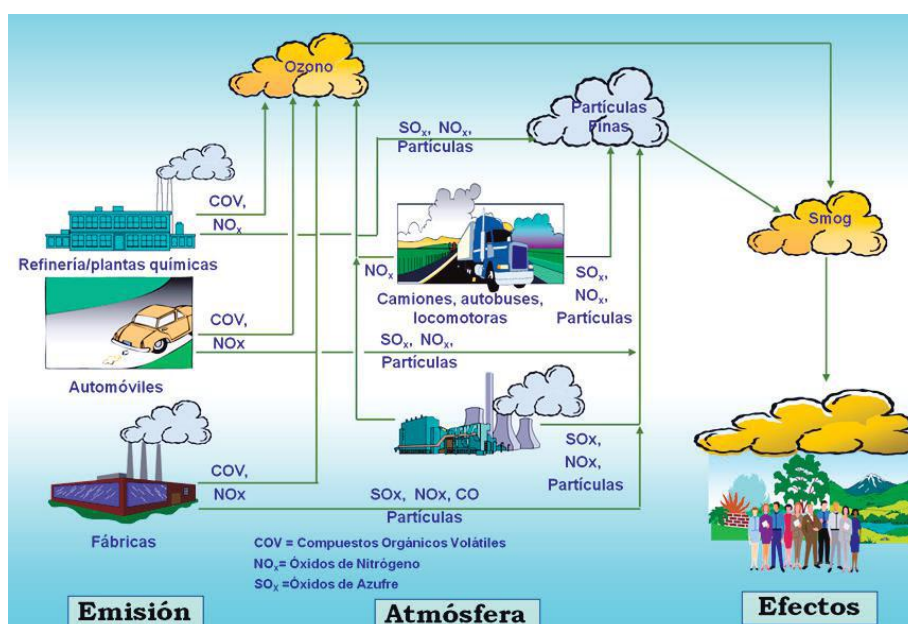 Ozono
Partículas
Finas
SOx, NOx,
Partículas
COV,
NOx
Refinería/plantas químicas
Smog
NOx
Camiones, autobuses,
locomotoras
SOx,
NOx,
Partículas
COV,
NOx
SOx, NOx,
Partículas
Automóviles
COV,
NOx
SOx, NOx, CO
Partículas
SOx,
NOx,
Partículas
Fábricas
COV = Compuestos Orgánicos Volátiles
NOx= Óxidos de Nitrógeno
SOx =Óxidos de Azufre
Emisión
Atmósfera
Efectos